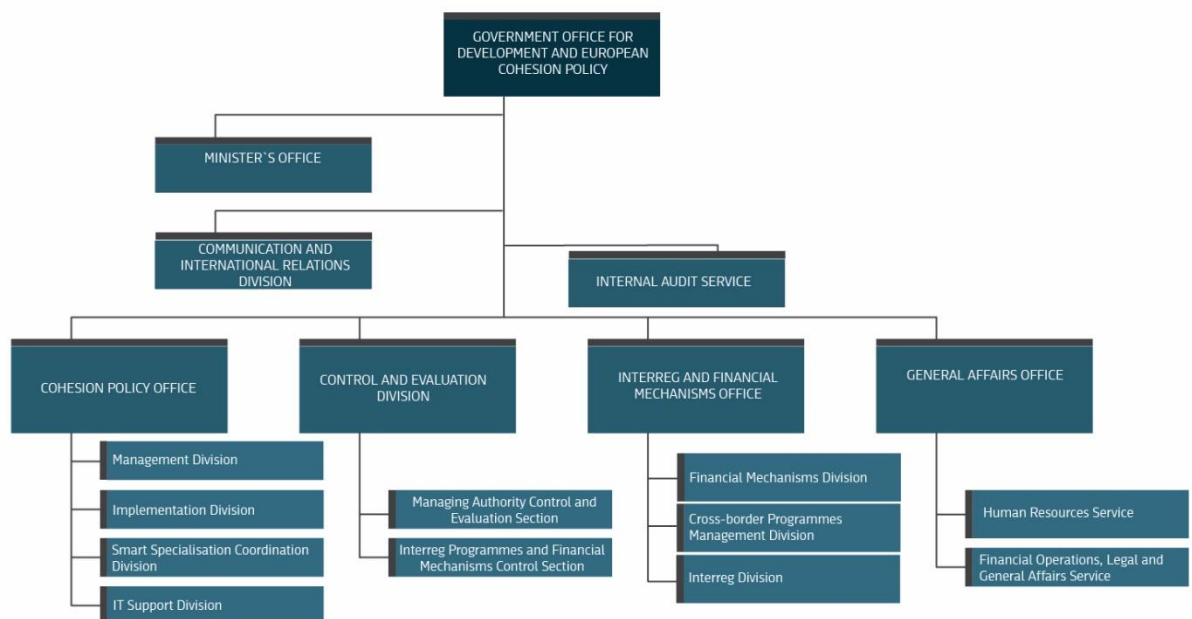 GOVERNMENT OFFICE FOR
DEVELOPMENT AND EUROPEAN
COHESION POLICY
MINISTER`S OFFICE
COMMUNICATION AND
INTERNATIONAL RELATIONS
DIVISION
INTERNAL AUDIT SERVICE
COHESION POLICY OFFICE
Management Division
Implementation Division
Smart Specialisation Coordination
Division
IT Support Division
CONTROL AND EVALUATION
DIVISION
Managing Authority Control and
Evaluation Section
Interreg Programmes and Financial
Mechanisms Control Section
INTERREG AND FINANCIAL
MECHANISMS OFFICE
Financial Mechanisms Division
Cross-border Programmes
Management Division
Interreg Division
GENERAL AFFAIRS OFFICE
Human Resources Service
Financial Operations, Legal and
General Affairs Service